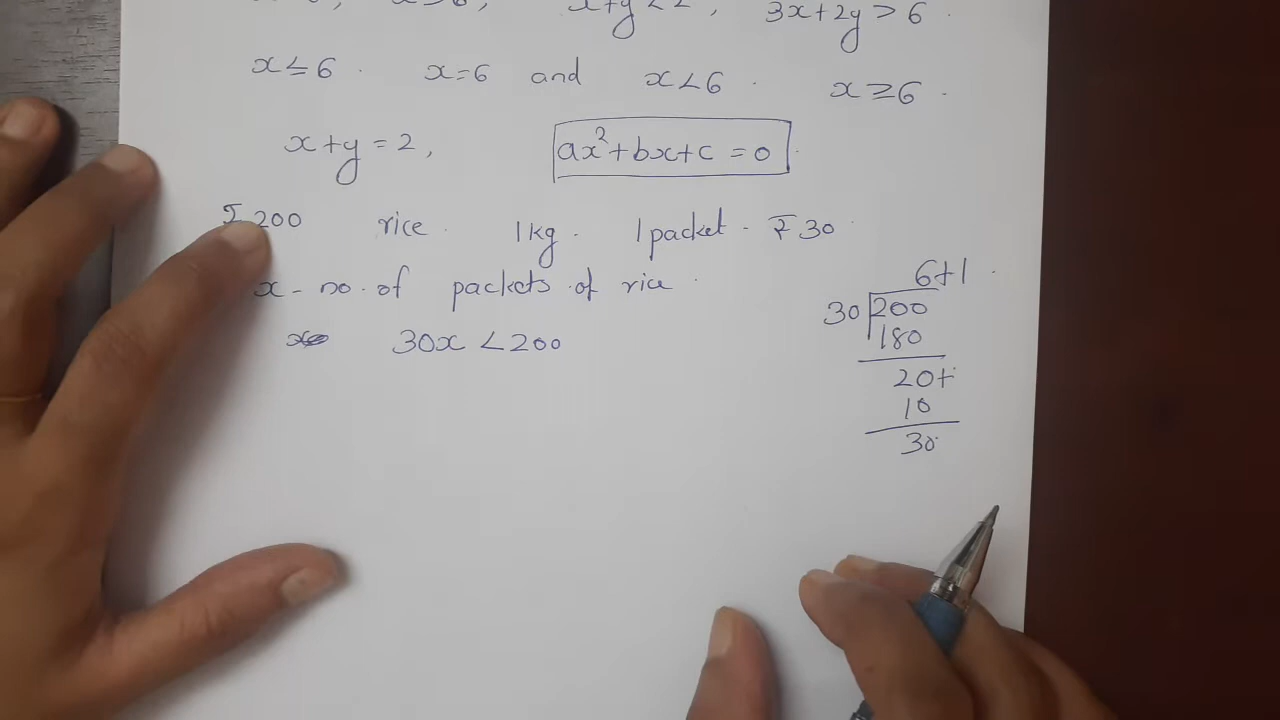 x+y<2, 3x+2y > 6
x ≤ 6. x=6 and x<6. x ≥ 6.
x+y = 2, ax²+bx+c = 0.
₹200 rice. 1kg. 1 packet - ₹30.
x - no. of packets of rice.
30x < 200
6+1.
30 200
180
20+
10
30